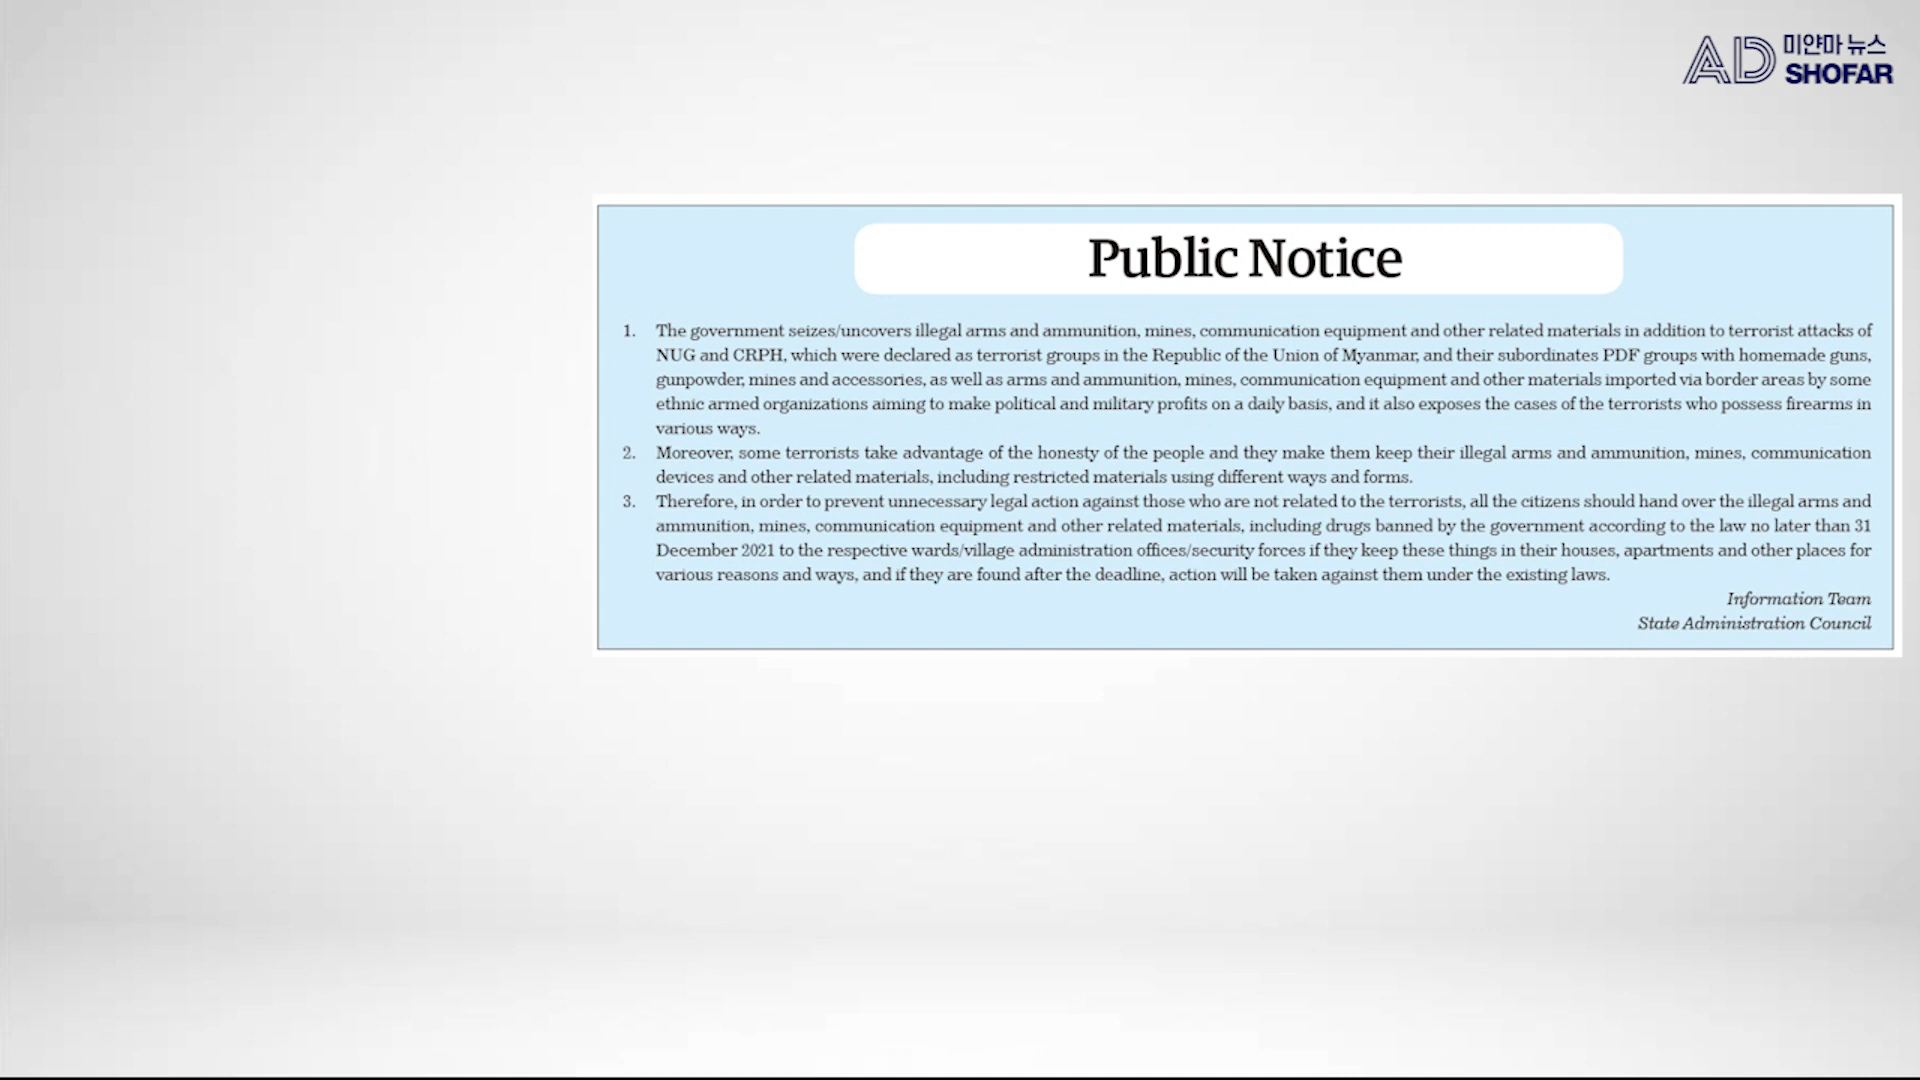 AD 미얀마 뉴스
SHOFAR
Public Notice
1. The government seizes/uncovers illegal arms and ammunition, mines, communication equipment and other related materials in addition to terrorist attacks of
NUG and CRPH, which were declared as terrorist groups in the Republic of the Union of Myanmar, and their subordinates PDF groups with homemade guns,
gunpowder, mines and accessories, as well as arms and ammunition, mines, communication equipment and other materials imported via border areas by some
ethnic armed organizations aiming to make political and military profits on a daily basis, and it also exposes the cases of the terrorists who possess firearms in
various ways.
2. Moreover, some terrorists take advantage of the honesty of the people and they make them keep their illegal arms and ammunition, mines, communication
devices and other related materials, including restricted materials using different ways and forms.
3. Therefore, in order to prevent unnecessary legal action against those who are not related to the terrorists, all the citizens should hand over the illegal arms and
ammunition, mines, communication equipment and other related materials, including drugs banned by the government according to the law no later than 31
December 2021 to the respective wards/village administration offices/security forces if they keep these things in their houses, apartments and other places for
various reasons and ways, and if they are found after the deadline, action will be taken against them under the existing laws.
Information Team
State Administration Council